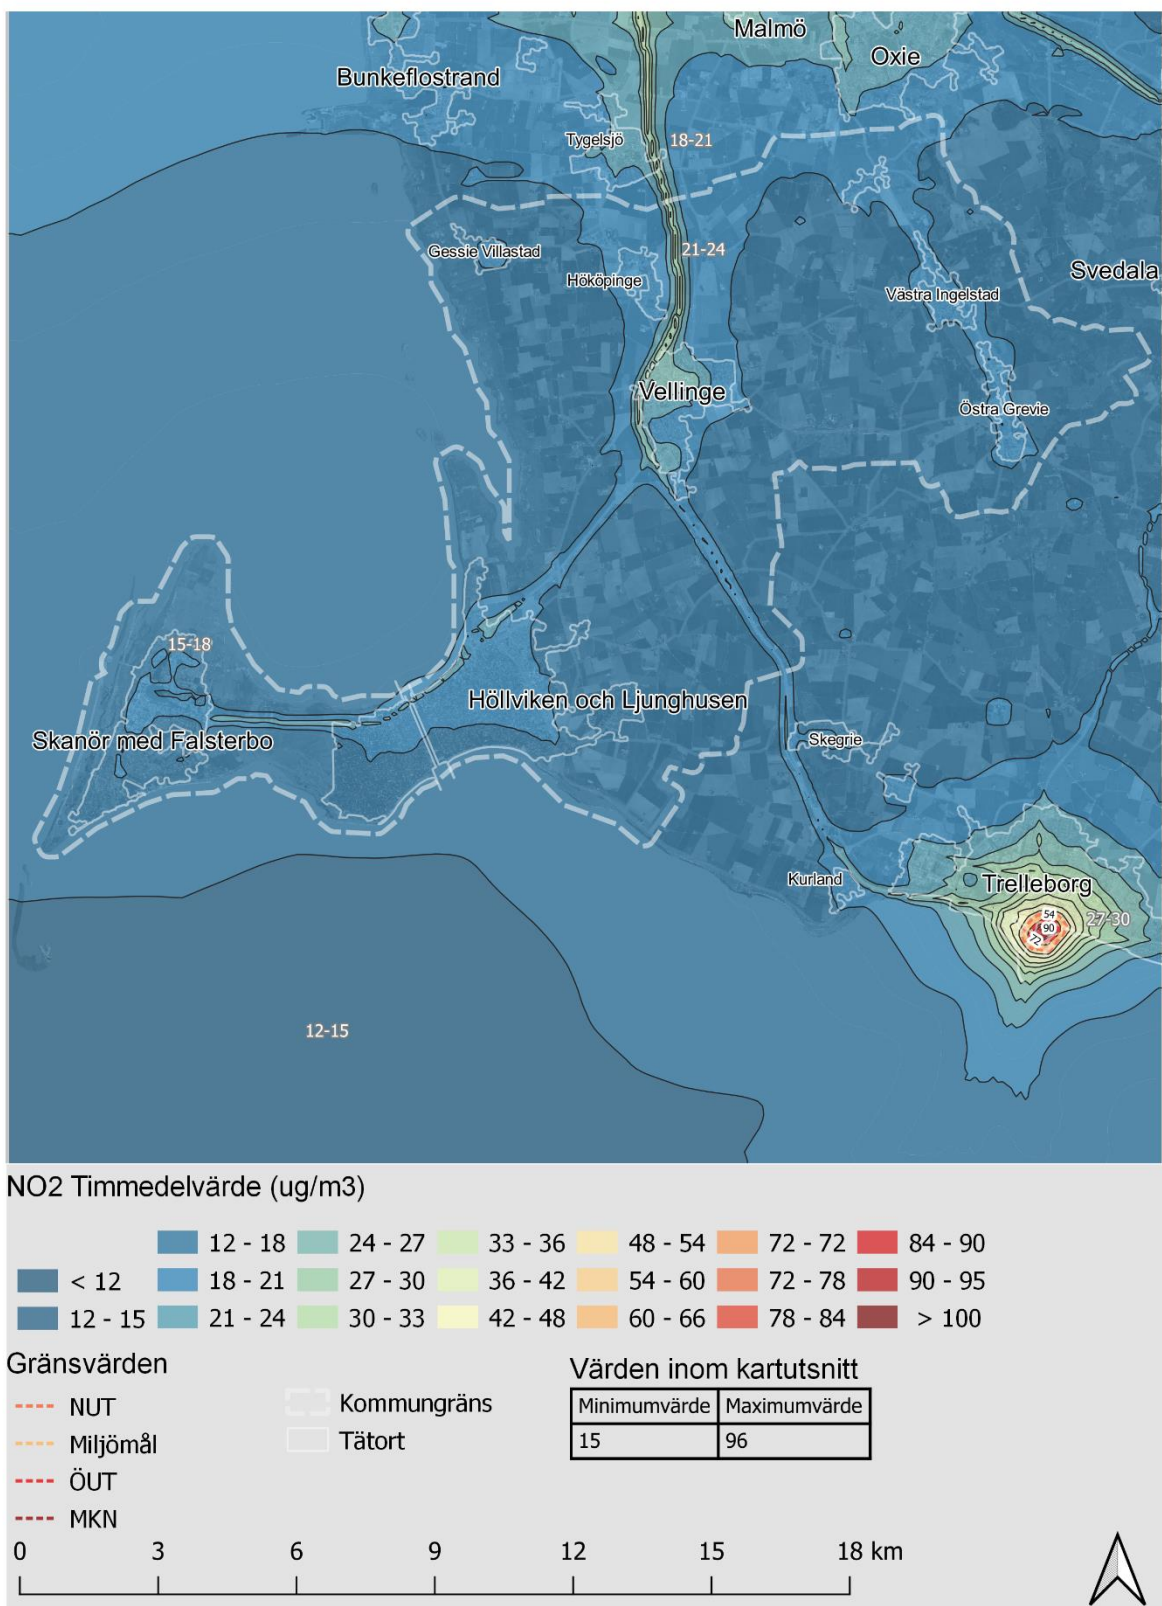 Malmö
Oxie
Bunkeflostrand
Tygelsjö
18-21
Gessie Villastad
21-24
Hököpinge
Svedala
Västra Ingelstad
Vellinge
Östra Grevie
15-18
Höllviken och Ljunghusen
Skanör med Falsterbo
Skegrie
Kurland
Trelleborg
54
27-30
90
72
12-15
NO2 Timmedelvärde (ug/m3)
12 - 18 24 - 27 33 - 36 48 - 54 72 - 72 84 - 90
< 12 18 - 21 27 - 30 36 - 42 54 - 60 72 - 78 90 - 95
12 - 15 21 - 24 30 - 33 42 - 48 60 - 66 78 - 84 > 100
Gränsvärden
Värden inom kartutsnitt
NUT Kommungräns Minimumvärde Maximumvärde
Miljömål Tätort 15 96
ÖUT
MKN
0 3 6 9 12 15 18 km